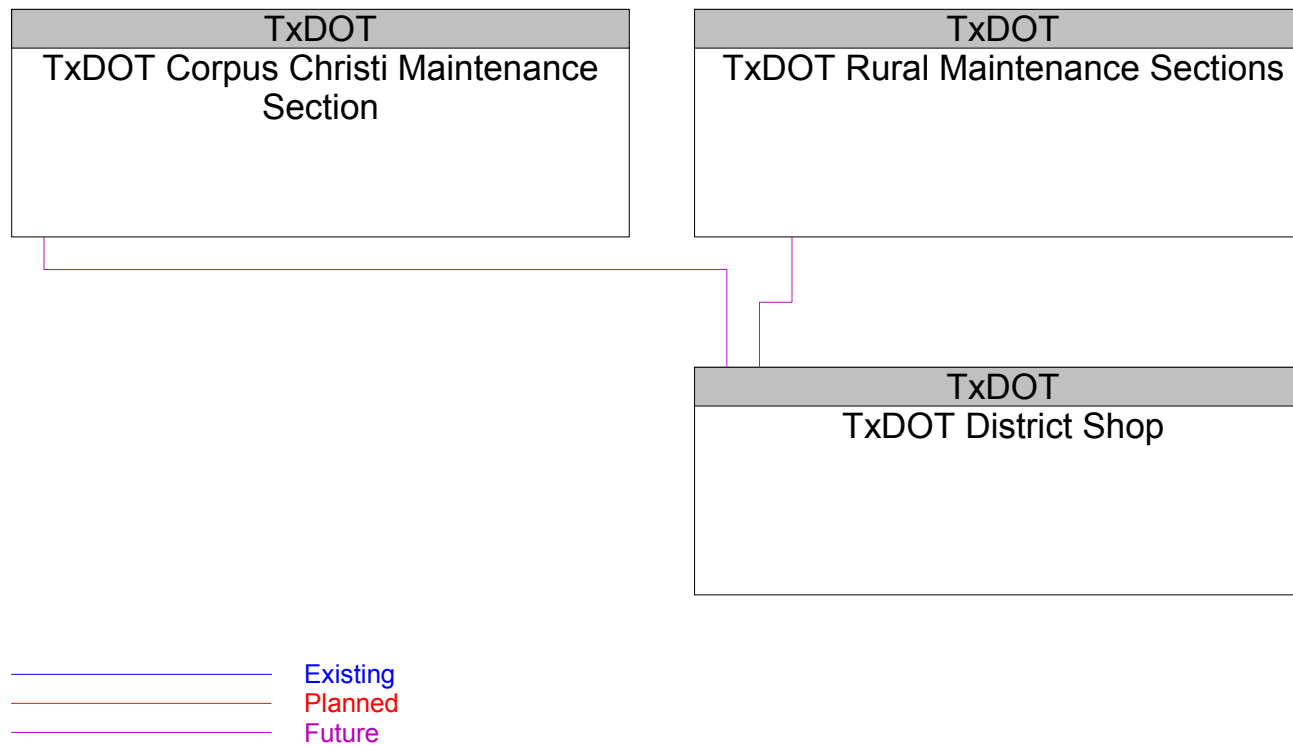 TxDOT
TxDOT Corpus Christi Maintenance
Section
TxDOT
TxDOT Rural Maintenance Sections
TxDOT
TxDOT District Shop
Existing
Planned
Future